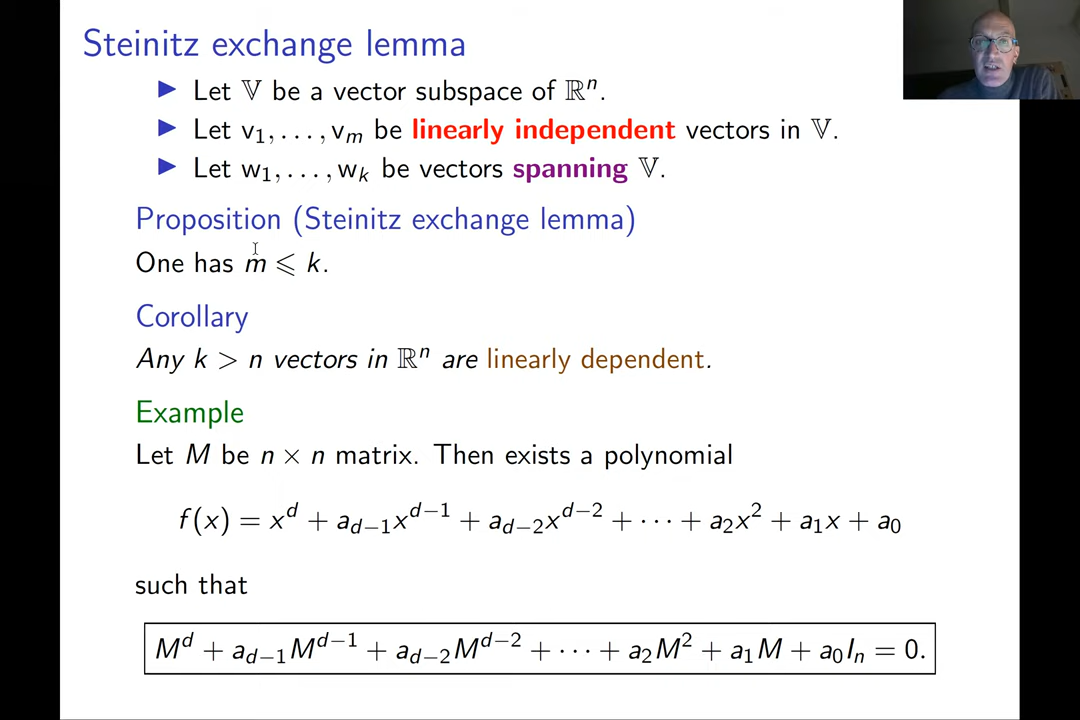 Steinitz exchange lemma
▶ Let 𝕍 be a vector subspace of ℝⁿ.
▶ Let v₁, . . . , vₘ be linearly independent vectors in 𝕍.
▶ Let w₁, . . . , wₖ be vectors spanning 𝕍.
Proposition (Steinitz exchange lemma)
One has m ⩽ k.
Corollary
Any k > n vectors in ℝⁿ are linearly dependent.
Example
Let M be n × n matrix. Then exists a polynomial
f(x) = x^d + a_{d−1}x^{d−1} + a_{d−2}x^{d−2} + · · · + a₂x² + a₁x + a₀
such that
M^d + a_{d−1}M^{d−1} + a_{d−2}M^{d−2} + · · · + a₂M² + a₁M + a₀Iₙ = 0.